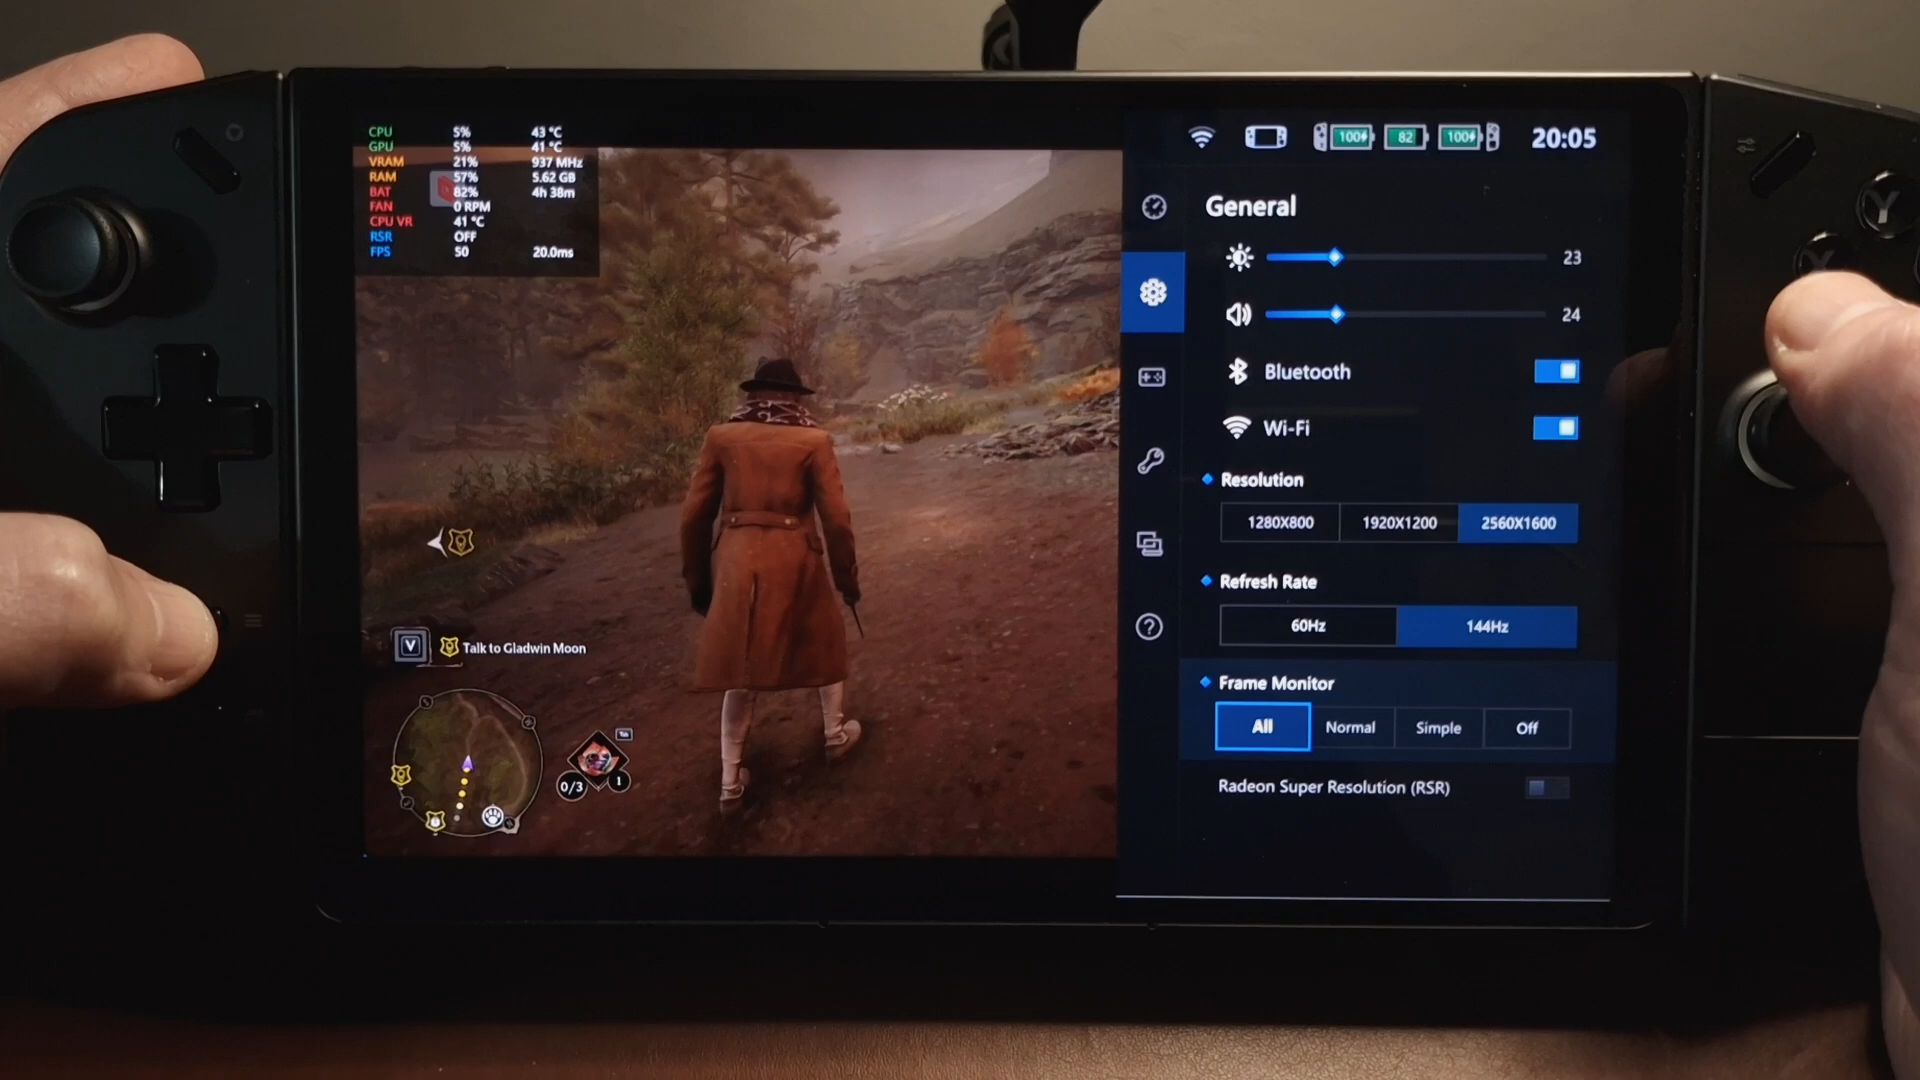 CPU 5% 43 °C
GPU 5% 41 °C
VRAM 21% 937 MHz
RAM 57% 5.62 GB
BAT 82% 4h 38m
FAN 0 RPM
CPU VR 41 °C
RSR OFF
FPS 50 20.0ms
V Talk to Gladwin Moon
Tab
0/3 1
100 82 100 20:05
General
23
24
Bluetooth
Wi-Fi
Resolution
1280X800 1920X1200 2560X1600
Refresh Rate
60Hz 144Hz
Frame Monitor
All Normal Simple Off
Radeon Super Resolution (RSR)
?
Y
X